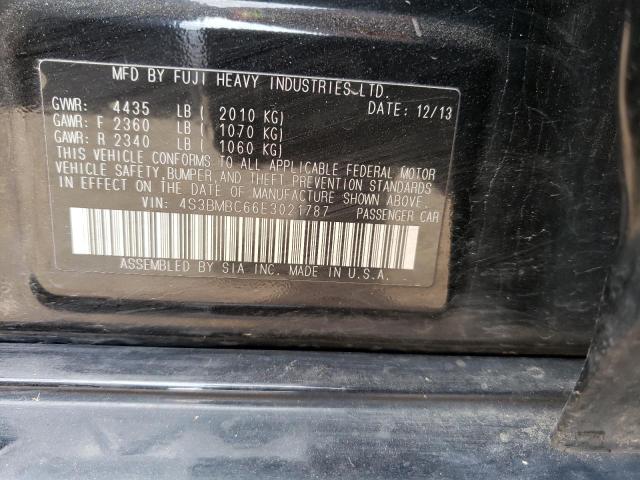 MFD BY FUJI HEAVY INDUSTRIES LTD.
GVWR: 4435 LB ( 2010 KG) DATE: 12/13
GAWR: F 2360 LB ( 1070 KG)
GAWR: R 2340 LB ( 1060 KG)
THIS VEHICLE CONFORMS TO ALL APPLICABLE FEDERAL MOTOR
VEHICLE SAFETY, BUMPER, AND THEFT PREVENTION STANDARDS
IN EFFECT ON THE DATE OF MANUFACTURE SHOWN ABOVE.
VIN: 4S3BMBC66E3021787 PASSENGER CAR
ASSEMBLED BY SIA INC. MADE IN U.S.A.